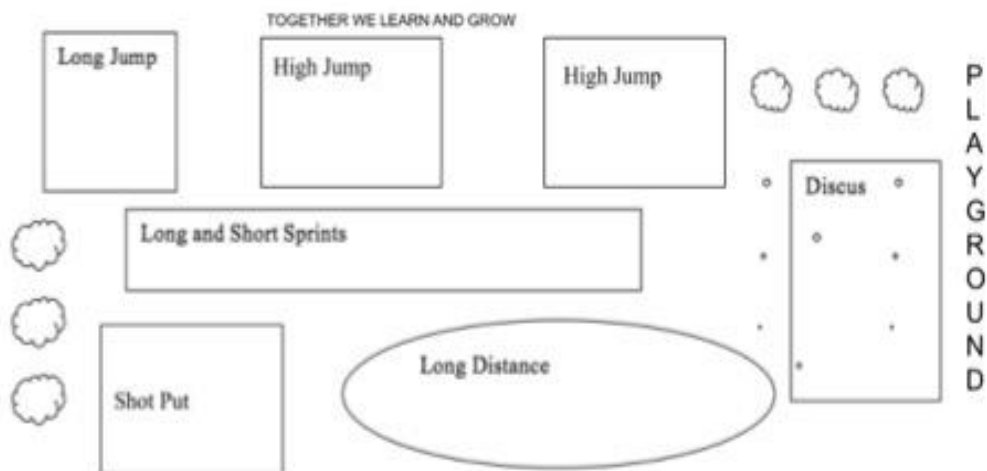 TOGETHER WE LEARN AND GROW
Long Jump
High Jump
High Jump
Discus
Long and Short Sprints
Long Distance
Shot Put
PLAYGROUND